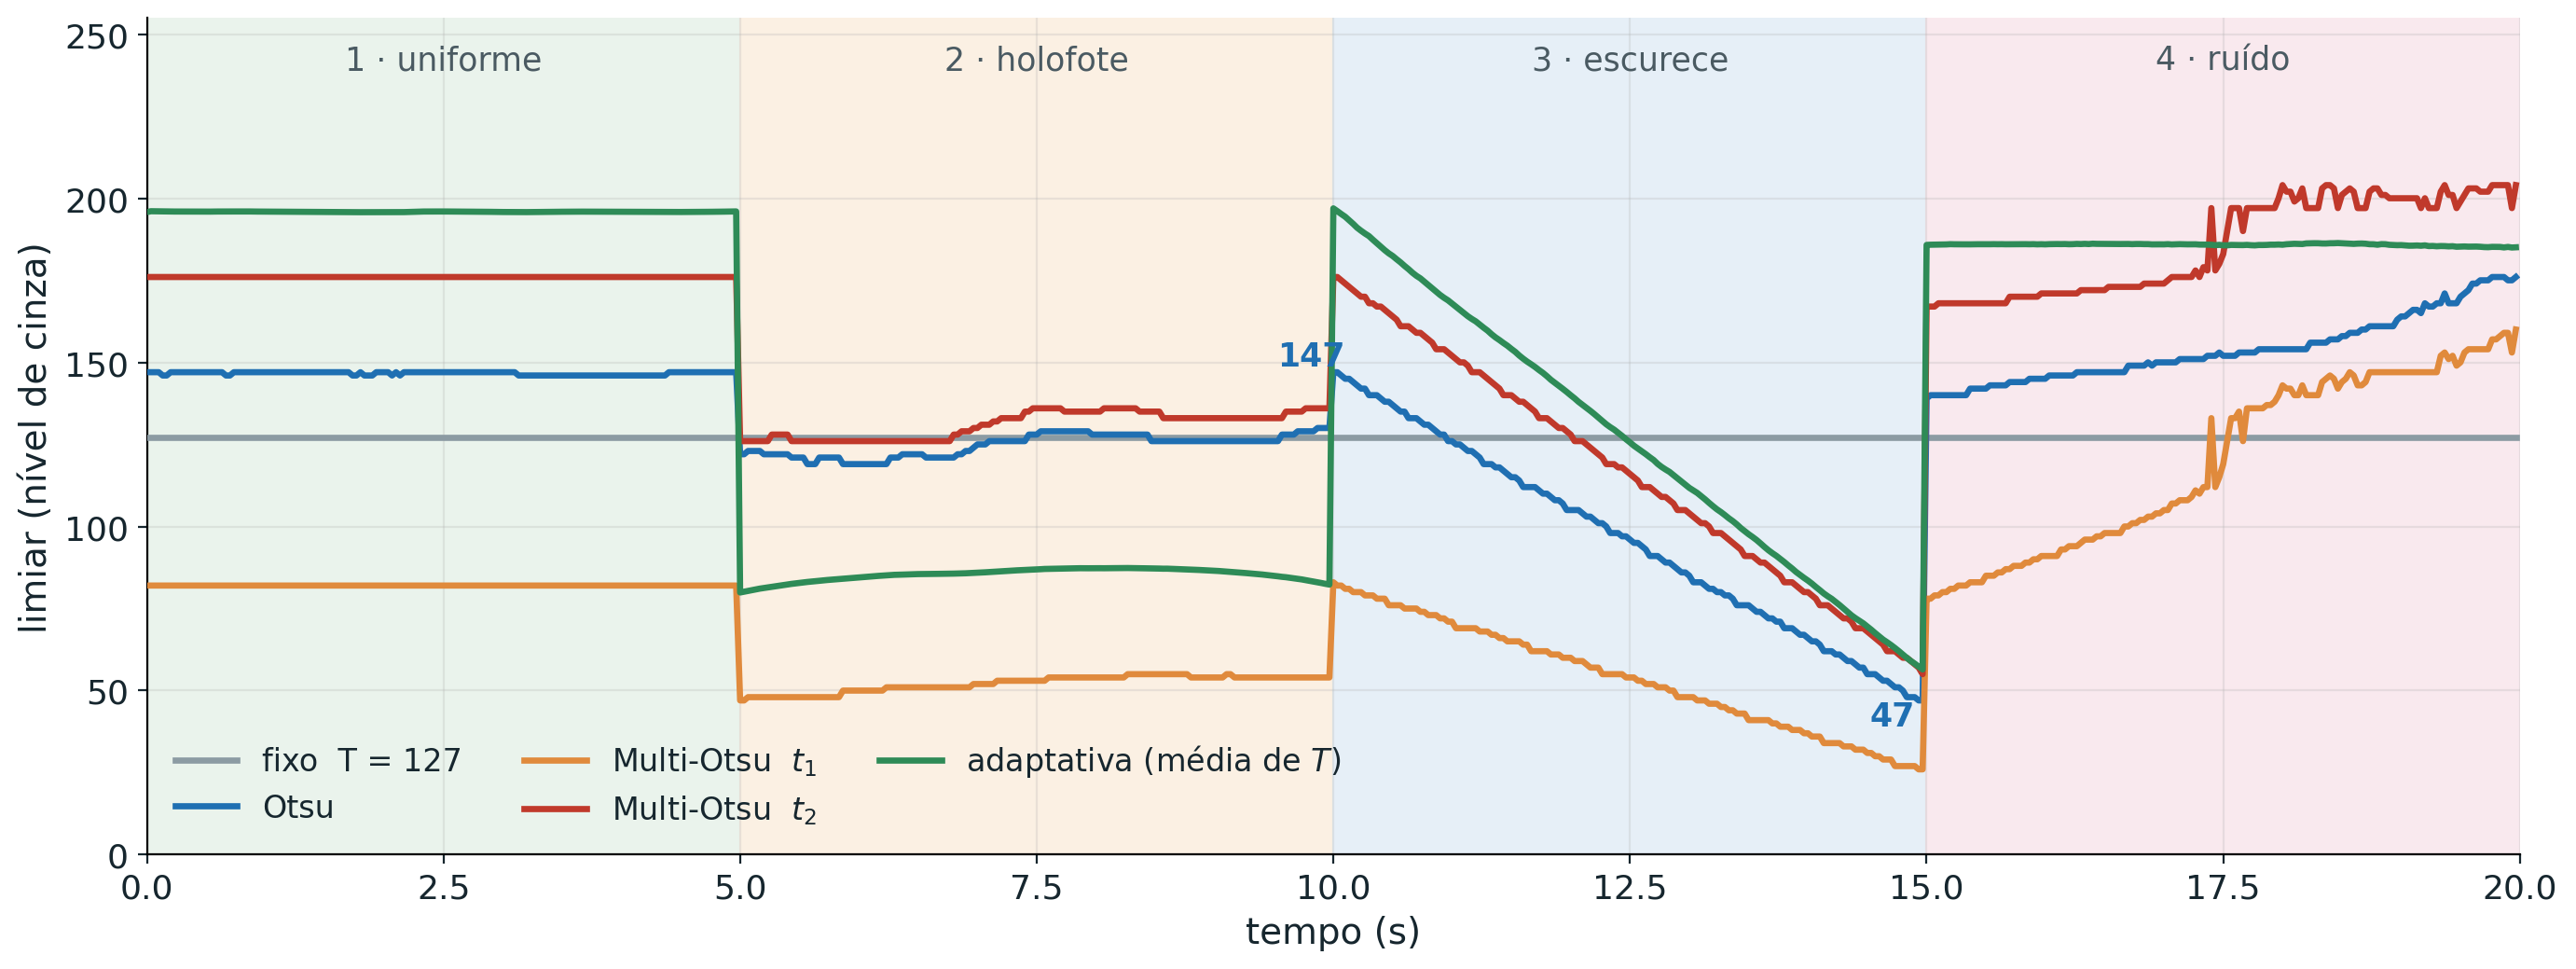 1 · uniforme
2 · holofote
3 · escurece
4 · ruído
limiar (nível de cinza)
250
200
150
100
50
0
147
47
fixo  T = 127
Otsu
Multi-Otsu t₁
Multi-Otsu t₂
adaptativa (média de T)
0.0 2.5 5.0 7.5 10.0 12.5 15.0 17.5 20.0
tempo (s)